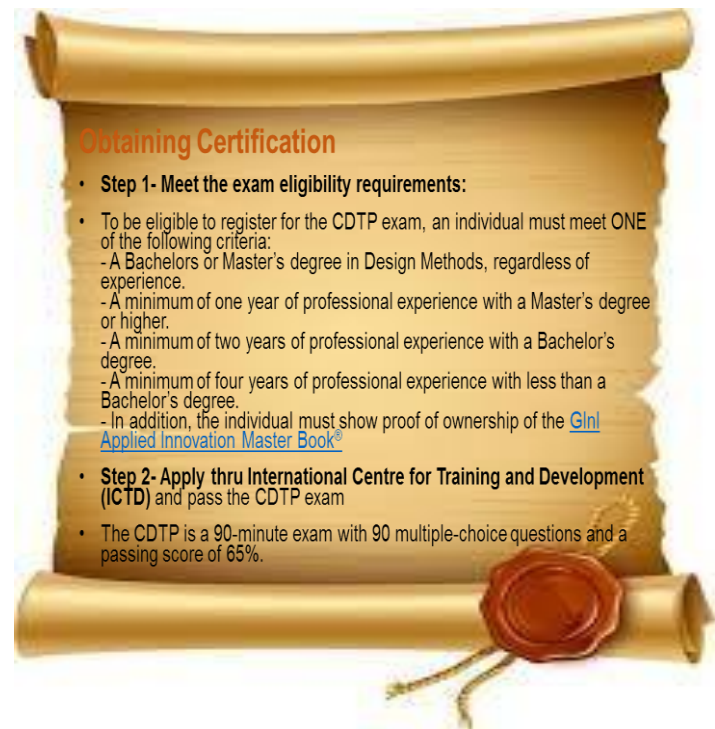 Obtaining Certification
• Step 1- Meet the exam eligibility requirements:
• To be eligible to register for the CDTP exam, an individual must meet ONE
of the following criteria:
- A Bachelors or Master’s degree in Design Methods, regardless of
experience.
- A minimum of one year of professional experience with a Master’s degree
or higher.
- A minimum of two years of professional experience with a Bachelor’s
degree.
- A minimum of four years of professional experience with less than a
Bachelor’s degree.
- In addition, the individual must show proof of ownership of the GInI
Applied Innovation Master Book®
• Step 2- Apply thru International Centre for Training and Development
(ICTD) and pass the CDTP exam
• The CDTP is a 90-minute exam with 90 multiple-choice questions and a
passing score of 65%.